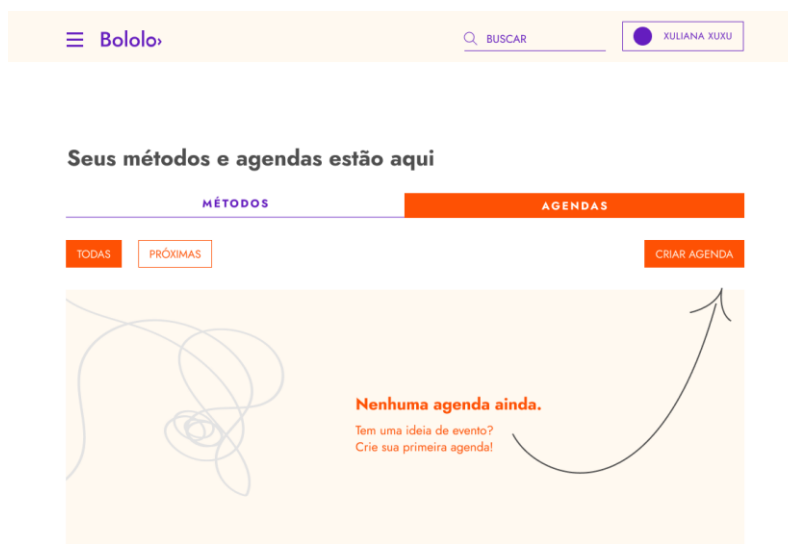 Bololo›
BUSCAR
XULIANA XUXU
Seus métodos e agendas estão aqui
MÉTODOS
AGENDAS
TODAS
PRÓXIMAS
CRIAR AGENDA
Nenhuma agenda ainda.
Tem uma ideia de evento?
Crie sua primeira agenda!